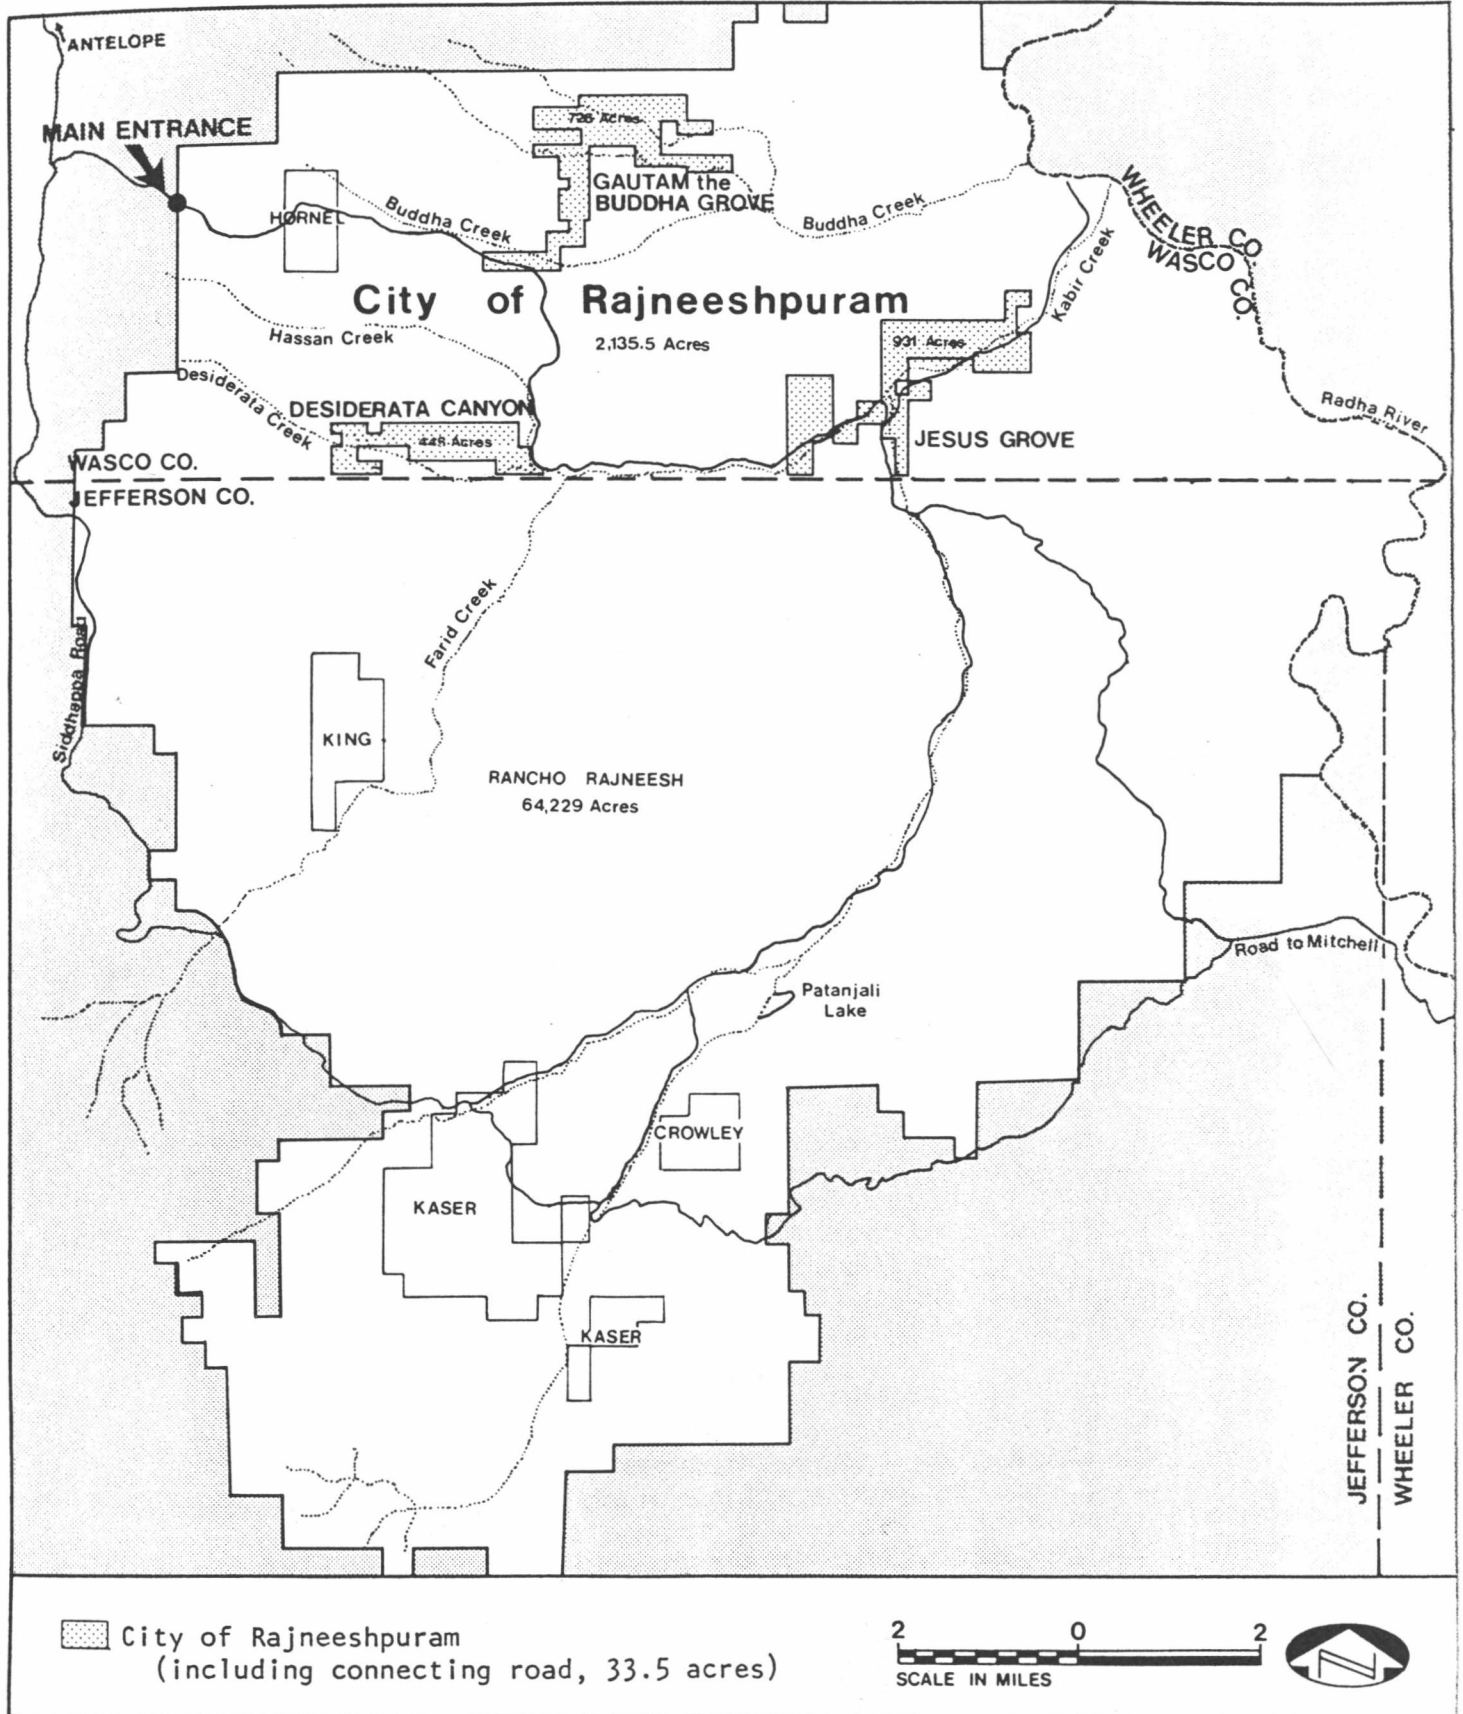 ANTELOPE
MAIN ENTRANCE
726 Acres
GAUTAM the
BUDDHA GROVE
HORNEL
Buddha Creek
Buddha Creek
WHEELER CO.
WASCO CO.
Kabir Creek
City of Rajneeshpuram
2,135.5 Acres
Hassan Creek
931 Acres
Desiderata Creek
DESIDERATA CANYON
448 Acres
JESUS GROVE
Radha River
WASCO CO.
JEFFERSON CO.
Farid Creek
Siddhappa Road
KING
RANCHO RAJNEESH
64,229 Acres
Road to Mitchell
Patanjali
Lake
CROWLEY
KASER
KASER
JEFFERSON CO.
WHEELER CO.
City of Rajneeshpuram
(including connecting road, 33.5 acres)
2 0 2
SCALE IN MILES
N